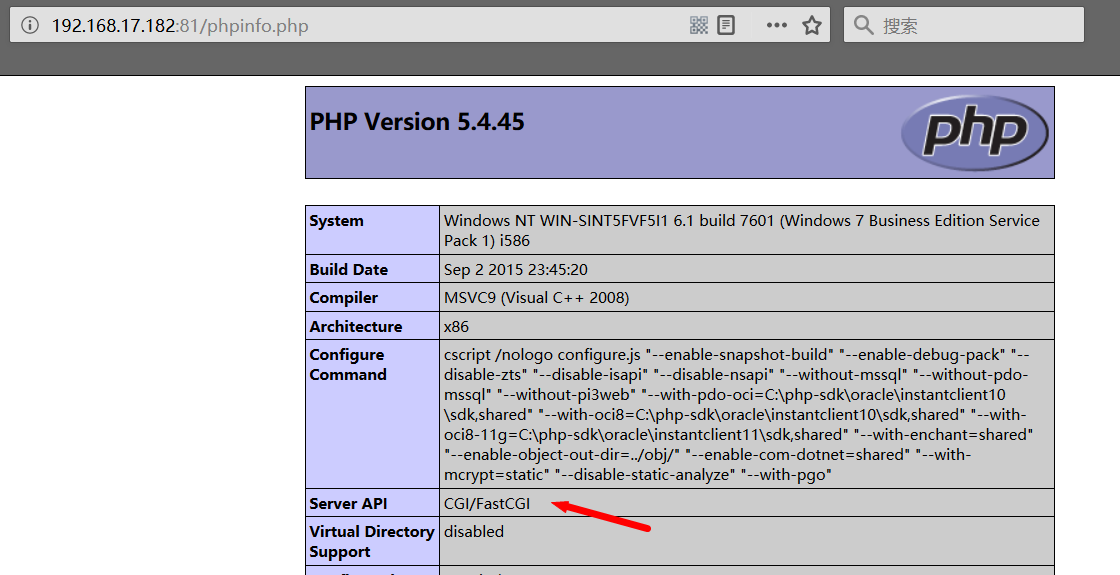 192.168.17.182:81/phpinfo.php
搜索
PHP Version 5.4.45
php
System
Windows NT WIN-SINT5FVF5I1 6.1 build 7601 (Windows 7 Business Edition Service
Pack 1) i586
Build Date
Sep 2 2015 23:45:20
Compiler
MSVC9 (Visual C++ 2008)
Architecture
x86
Configure
Command
cscript /nologo configure.js "--enable-snapshot-build" "--enable-debug-pack" "--
disable-zts" "--disable-isapi" "--disable-nsapi" "--without-mssql" "--without-pdo-
mssql" "--without-pi3web" "--with-pdo-oci=C:\php-sdk\oracle\instantclient10
\sdk,shared" "--with-oci8=C:\php-sdk\oracle\instantclient10\sdk,shared" "--with-
oci8-11g=C:\php-sdk\oracle\instantclient11\sdk,shared" "--with-enchant=shared"
"--enable-object-out-dir=../obj/" "--enable-com-dotnet=shared" "--with-
mcrypt=static" "--disable-static-analyze" "--with-pgo"
Server API
CGI/FastCGI
Virtual Directory
Support
disabled